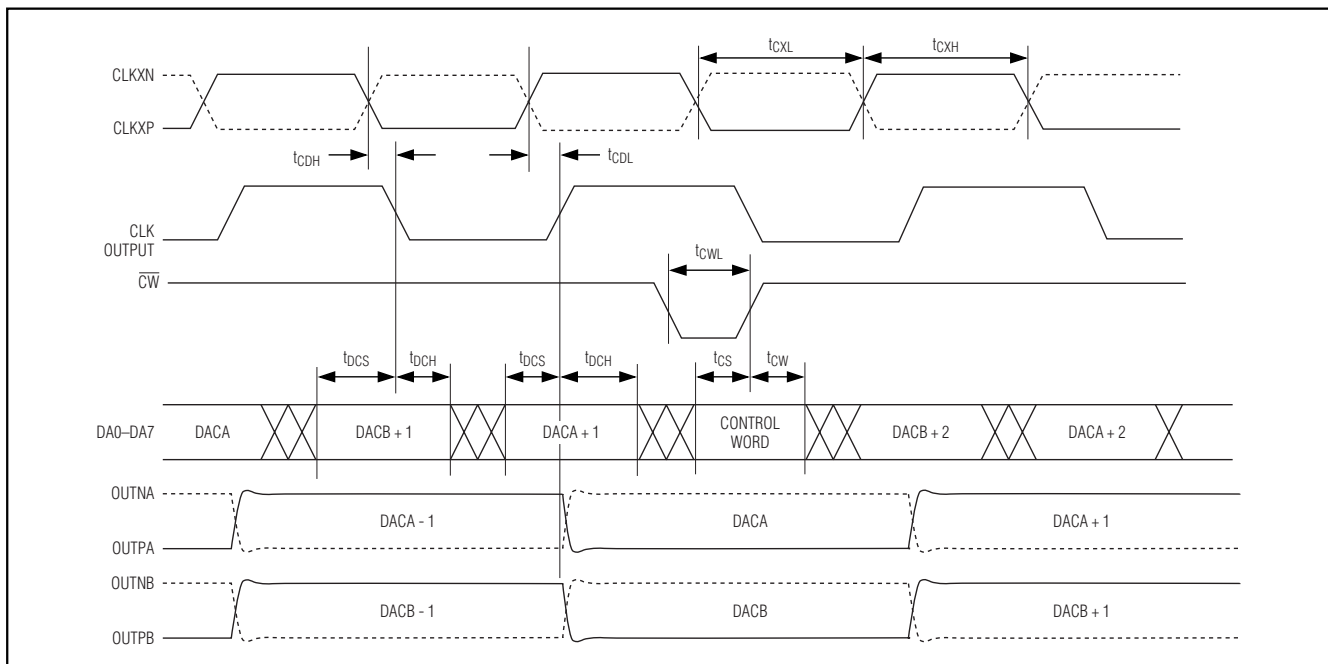 tCXL tCXH
CLKXN
CLKXP
tCDH tCDL
CLK
OUTPUT
tCWL
CW
tDCS tDCH tDCS tDCH tCS tCW
DA0–DA7 DACA DACB + 1 DACA + 1 CONTROL
WORD DACB + 2 DACA + 2
OUTNA
DACA - 1 DACA DACA + 1
OUTPA
OUTNB
DACB - 1 DACB DACB + 1
OUTPB